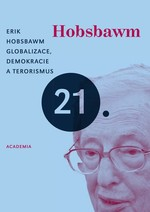 Hobsbawm
ERIK
HOBSBAWM
GLOBALIZACE,
DEMOKRACIE
A TERORISMUS
21.
ACADEMIA